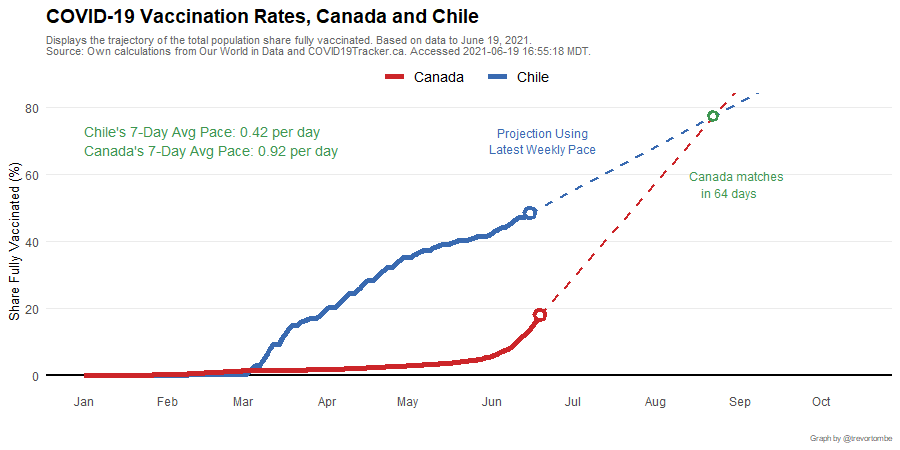 COVID-19 Vaccination Rates, Canada and Chile
Displays the trajectory of the total population share fully vaccinated. Based on data to June 19, 2021.
Source: Own calculations from Our World in Data and COVID19Tracker.ca. Accessed 2021-06-19 16:55:18 MDT.
Canada Chile
Chile's 7-Day Avg Pace: 0.42 per day
Canada's 7-Day Avg Pace: 0.92 per day
Projection Using
Latest Weekly Pace
Canada matches
in 64 days
Share Fully Vaccinated (%)
80
60
40
20
0
Jan Feb Mar Apr May Jun Jul Aug Sep Oct
Graph by @trevortombe